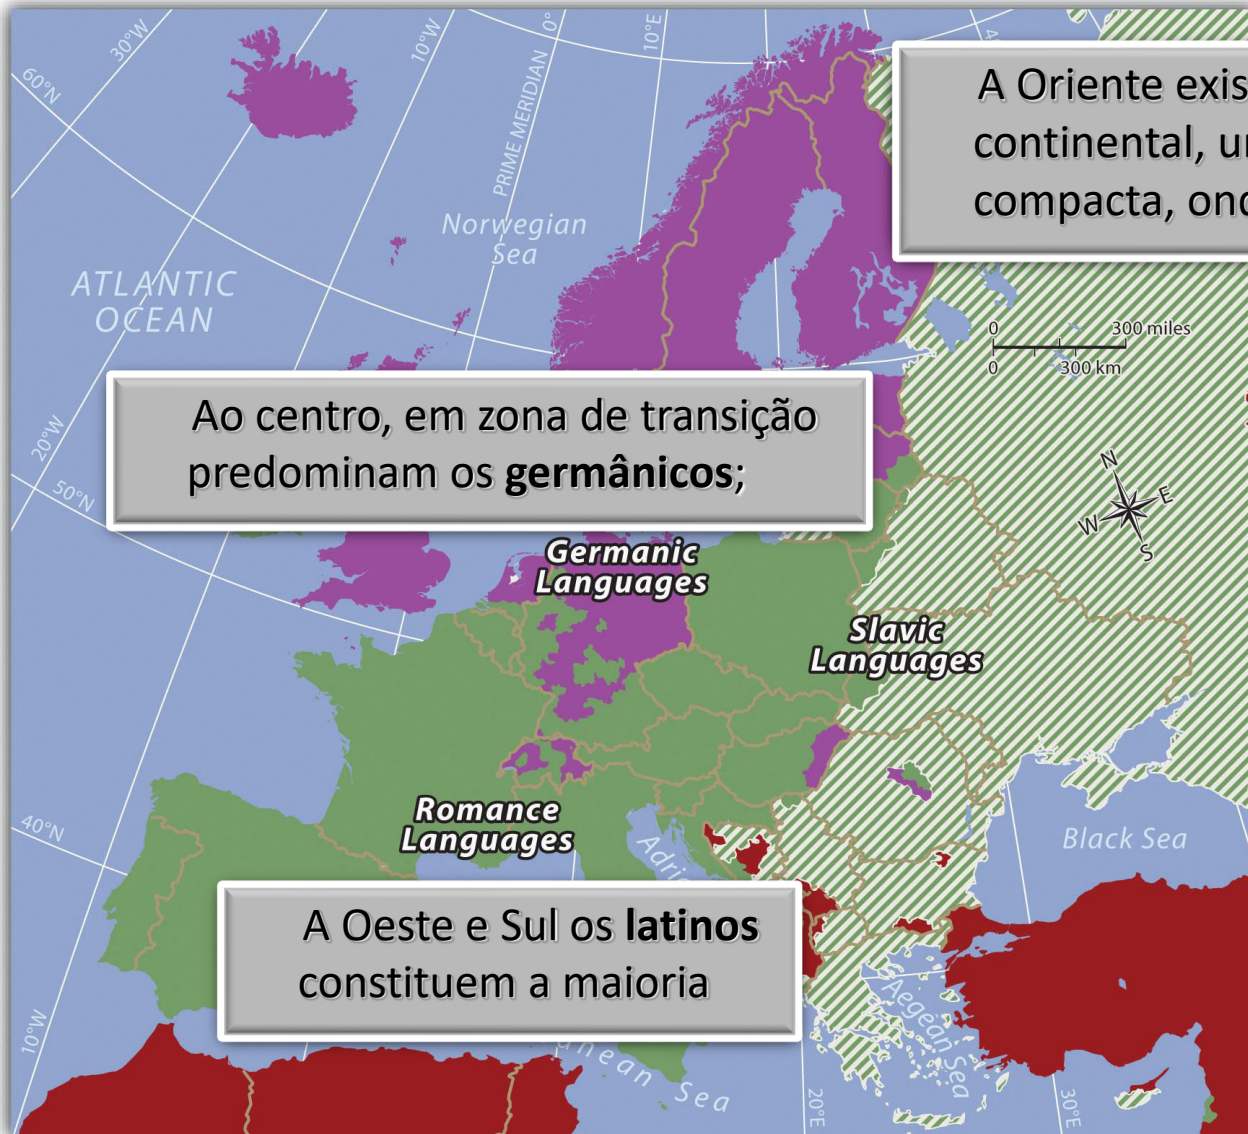 30°W
10°W
0°
10°E
60°N
PRIME MERIDIAN
A Oriente
continental,
compacta,
Norwegian
Sea
ATLANTIC
OCEAN
0 300 miles
0 300 km
Ao centro, em zona de transição
predominam os germânicos;
20°W
50°N
N
W E
S
Germanic
Languages
Slavic
Languages
Romance
Languages
40°N
Black Sea
A Oeste e Sul os latinos
constituem a maioria
Aegean Sea
10°W
Sea
20°E
30°E